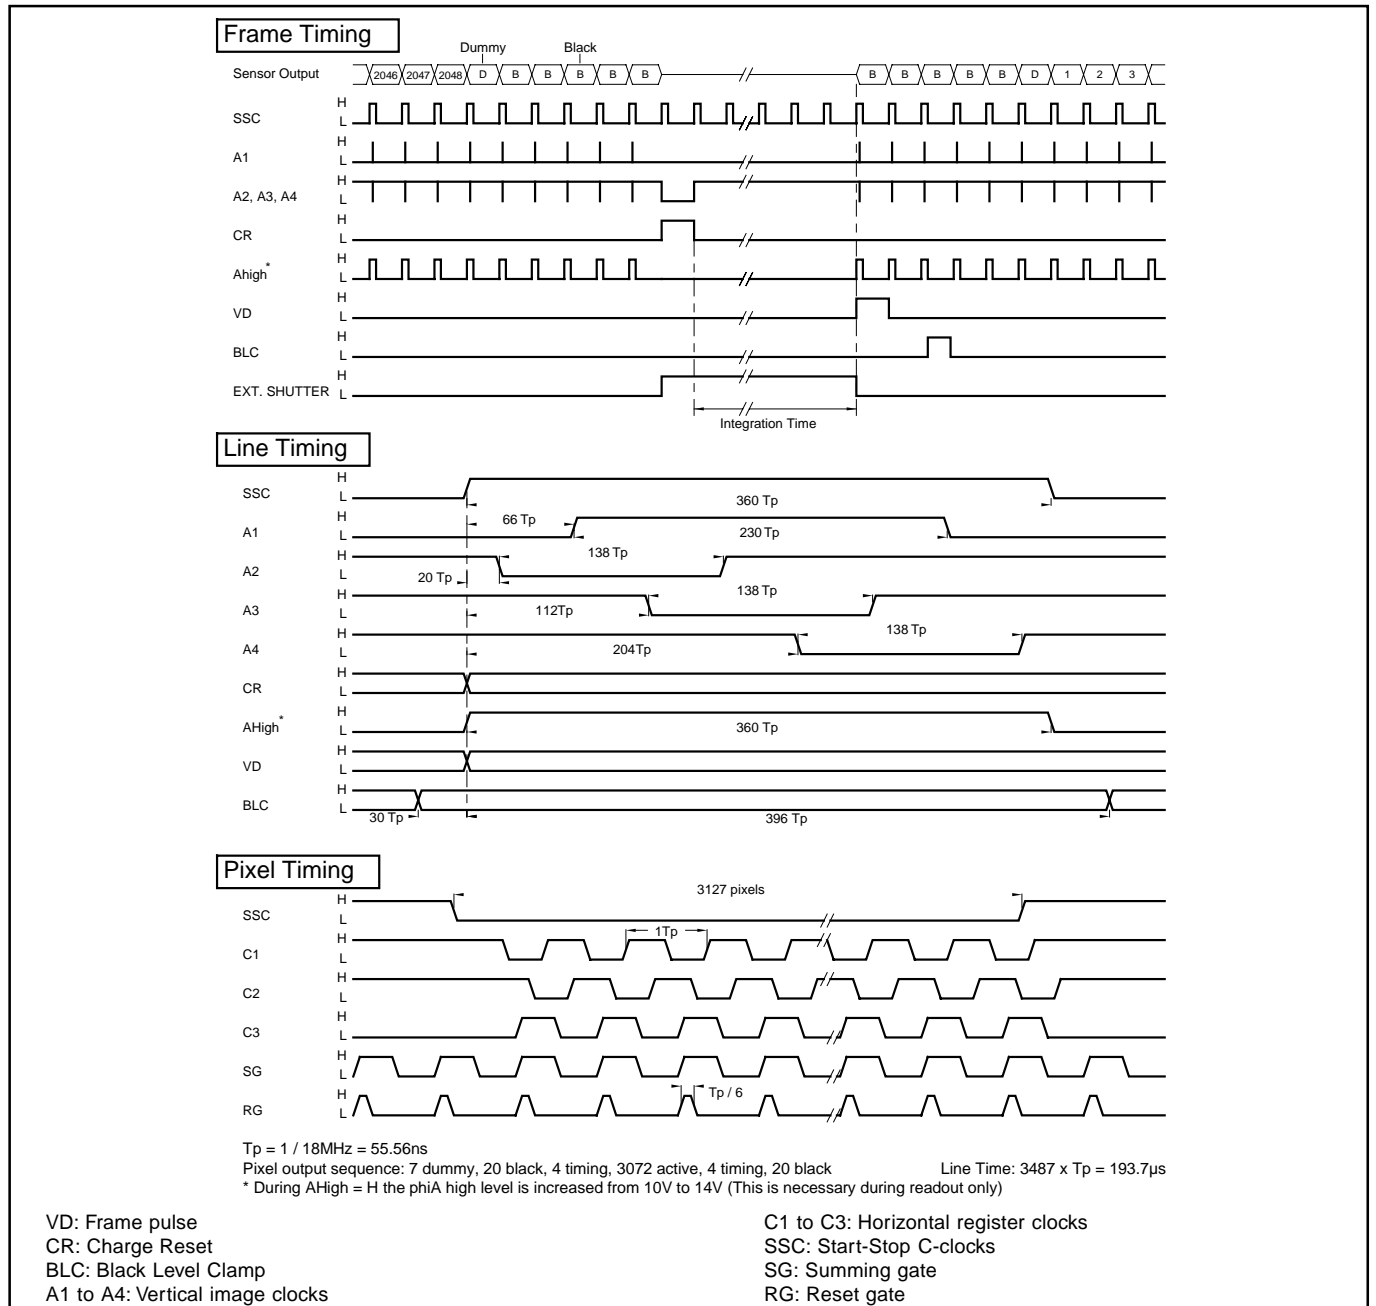 Frame Timing
Dummy Black
Sensor Output 2046 2047 2048 D B B B B B B B B B B D 1 2 3
SSC H L
A1 H L
A2, A3, A4 H L
CR H L
Ahigh* H L
VD H L
BLC H L
EXT. SHUTTER H L
Integration Time
Line Timing
SSC H L 360 Tp
A1 H L 66 Tp 230 Tp
A2 H L 138 Tp 20 Tp
A3 H L 138 Tp 112Tp
A4 H L 138 Tp 204Tp
CR H L
AHigh* H L 360 Tp
VD H L
BLC H L 30 Tp 396 Tp
Pixel Timing
SSC H L 3127 pixels
C1 H L 1Tp
C2 H L
C3 H L
SG H L
RG H L Tp / 6
Tp = 1 / 18MHz = 55.56ns
Pixel output sequence: 7 dummy, 20 black, 4 timing, 3072 active, 4 timing, 20 black Line Time: 3487 x Tp = 193.7µs
* During AHigh = H the phiA high level is increased from 10V to 14V (This is necessary during readout only)
VD: Frame pulse
CR: Charge Reset
BLC: Black Level Clamp
A1 to A4: Vertical image clocks
C1 to C3: Horizontal register clocks
SSC: Start-Stop C-clocks
SG: Summing gate
RG: Reset gate